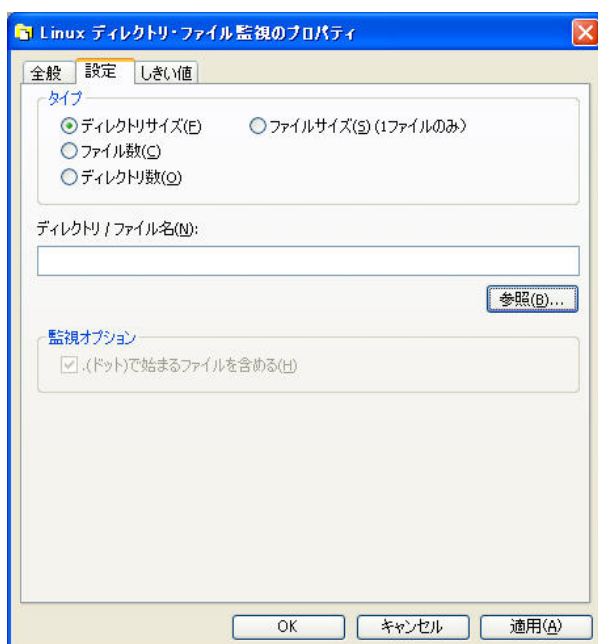 Linux ディレクトリ・ファイル監視のプロパティ
全般 設定 しきい値
タイプ
ディレクトリサイズ(F) ファイルサイズ(S)(1ファイルのみ)
ファイル数(C)
ディレクトリ数(O)
ディレクトリ / ファイル名(N):
参照(B)...
監視オプション
.(ドット)で始まるファイルを含める(H)
OK キャンセル 適用(A)